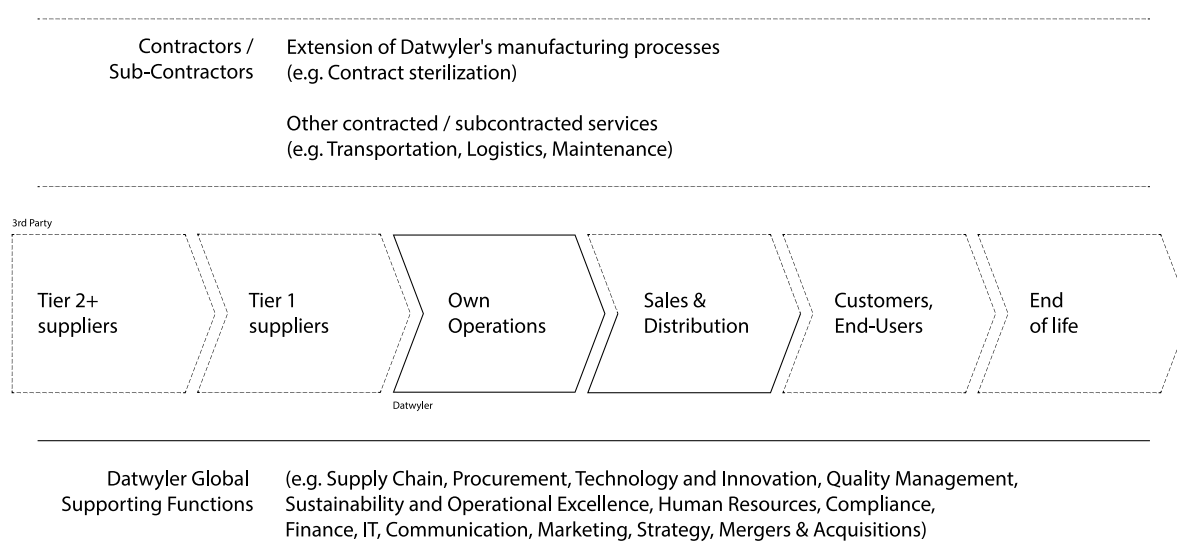 Contractors /
Sub-Contractors
Extension of Datwyler's manufacturing processes
(e.g. Contract sterilization)
Other contracted / subcontracted services
(e.g. Transportation, Logistics, Maintenance)
3rd Party
Tier 2+
suppliers
Tier 1
suppliers
Own
Operations
Sales &
Distribution
Customers,
End-Users
End
of life
Datwyler
Datwyler Global
Supporting Functions
(e.g. Supply Chain, Procurement, Technology and Innovation, Quality Management,
Sustainability and Operational Excellence, Human Resources, Compliance,
Finance, IT, Communication, Marketing, Strategy, Mergers & Acquisitions)